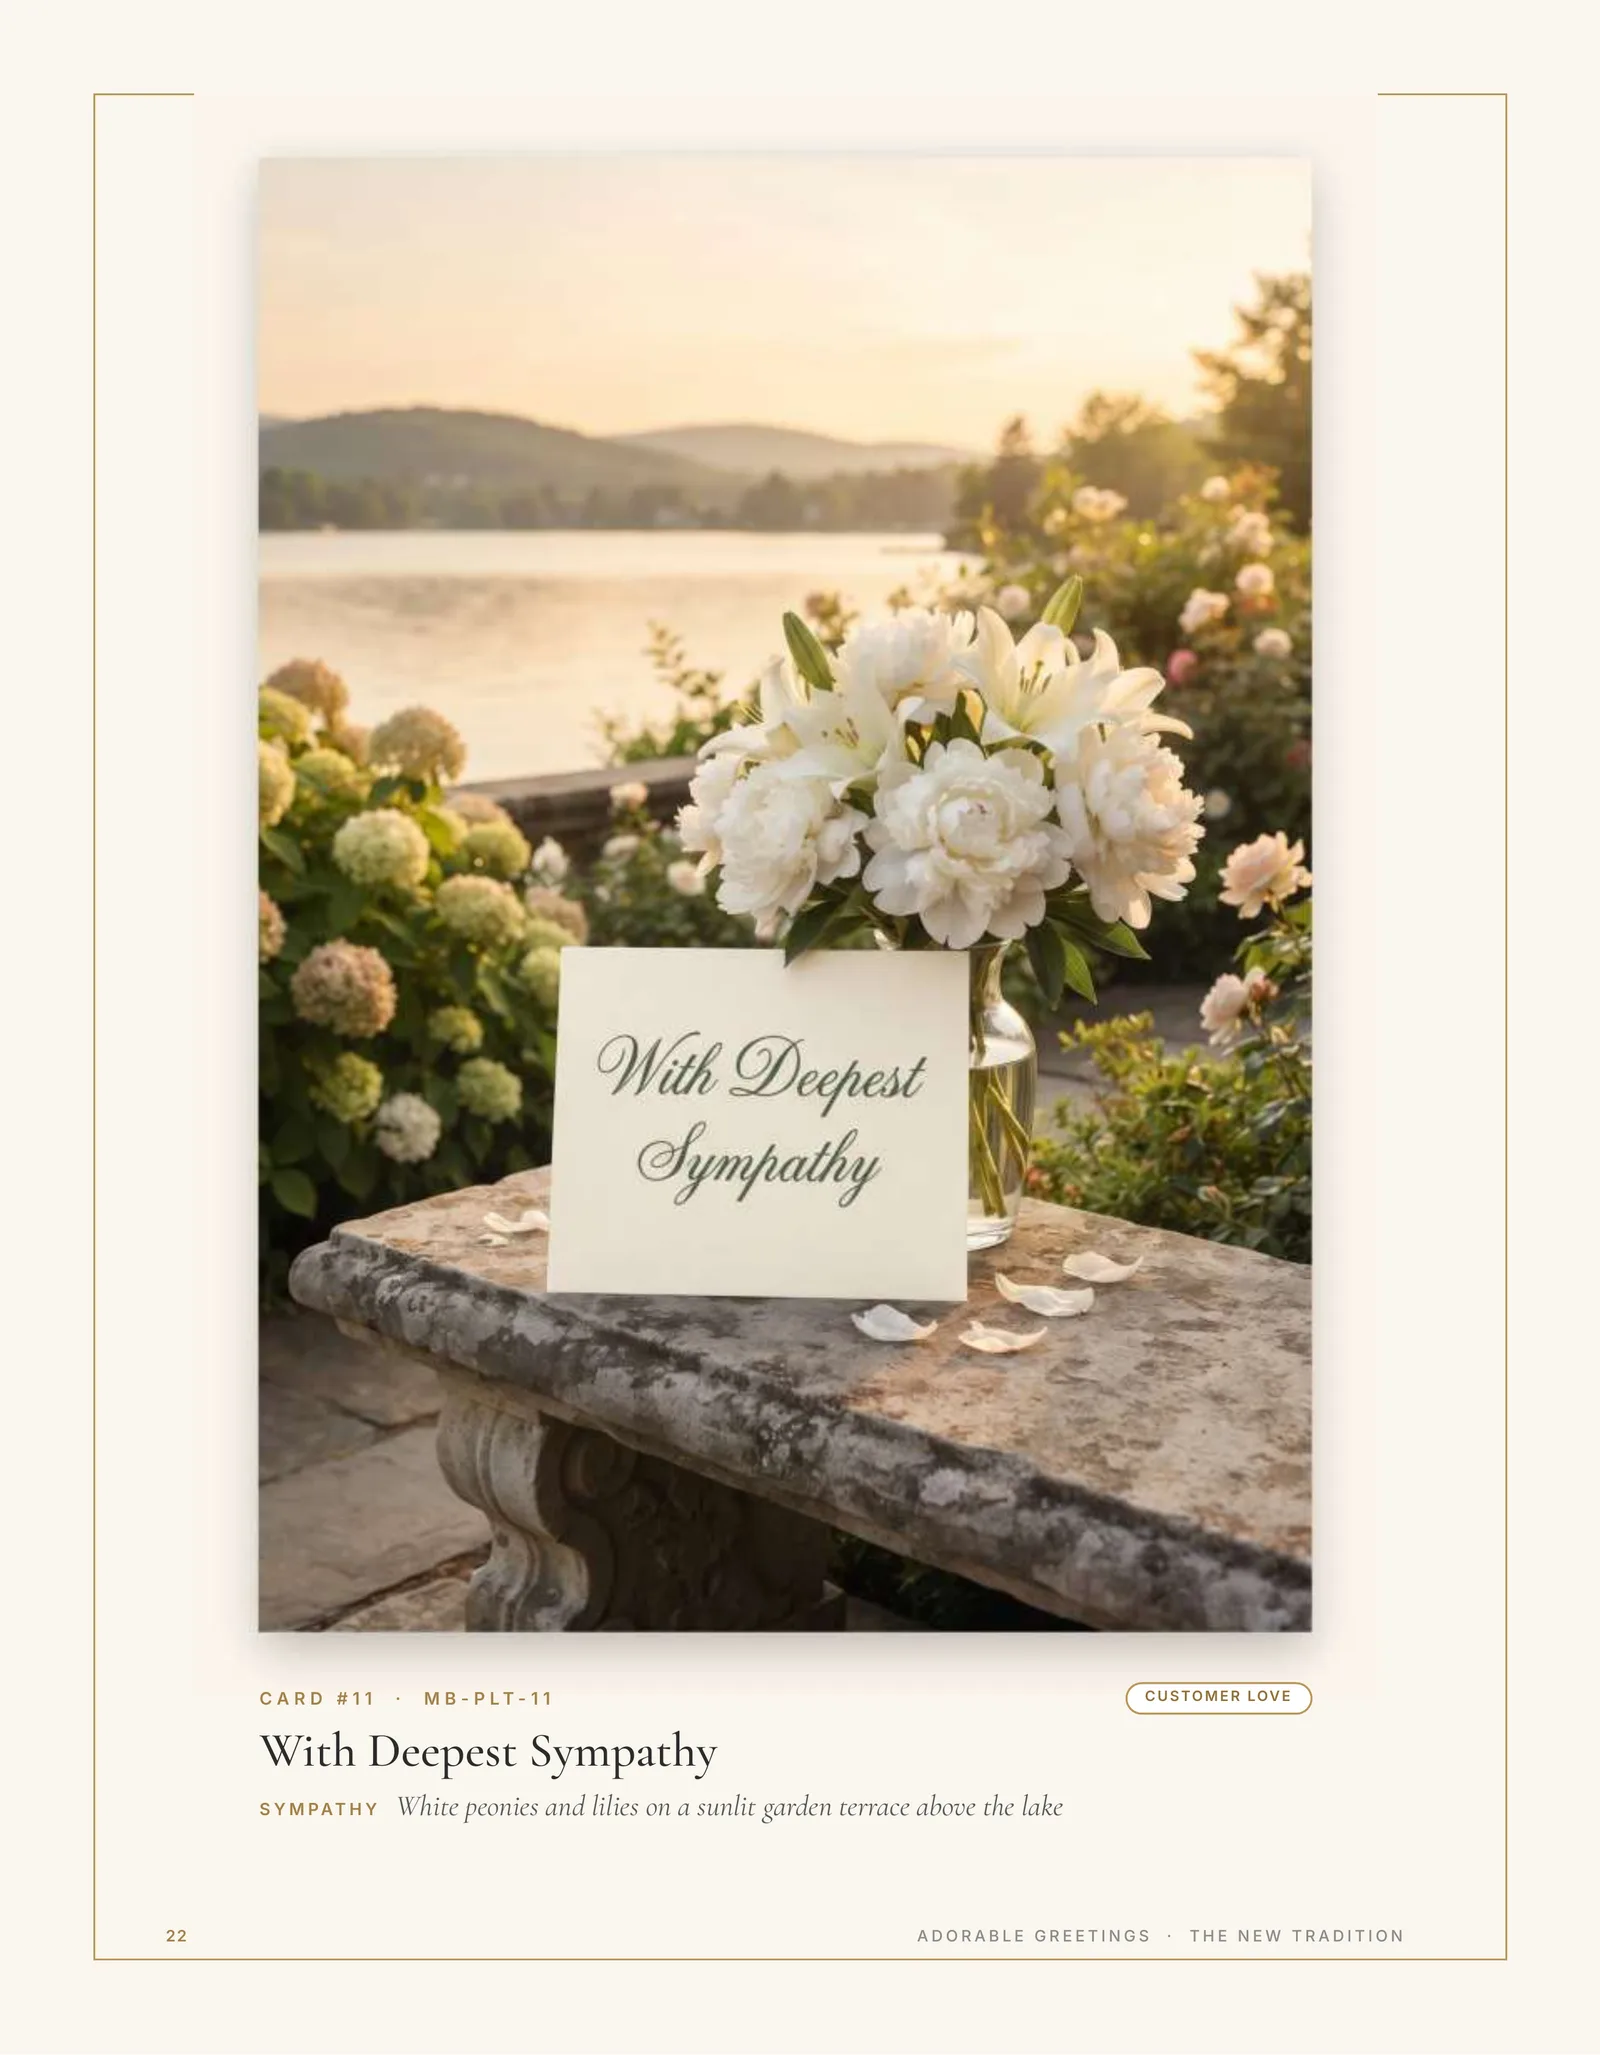 With Deepest
Sympathy
CARD #11 · MB-PLT-11
CUSTOMER LOVE
With Deepest Sympathy
SYMPATHY White peonies and lilies on a sunlit garden terrace above the lake
22
ADORABLE GREETINGS · THE NEW TRADITION